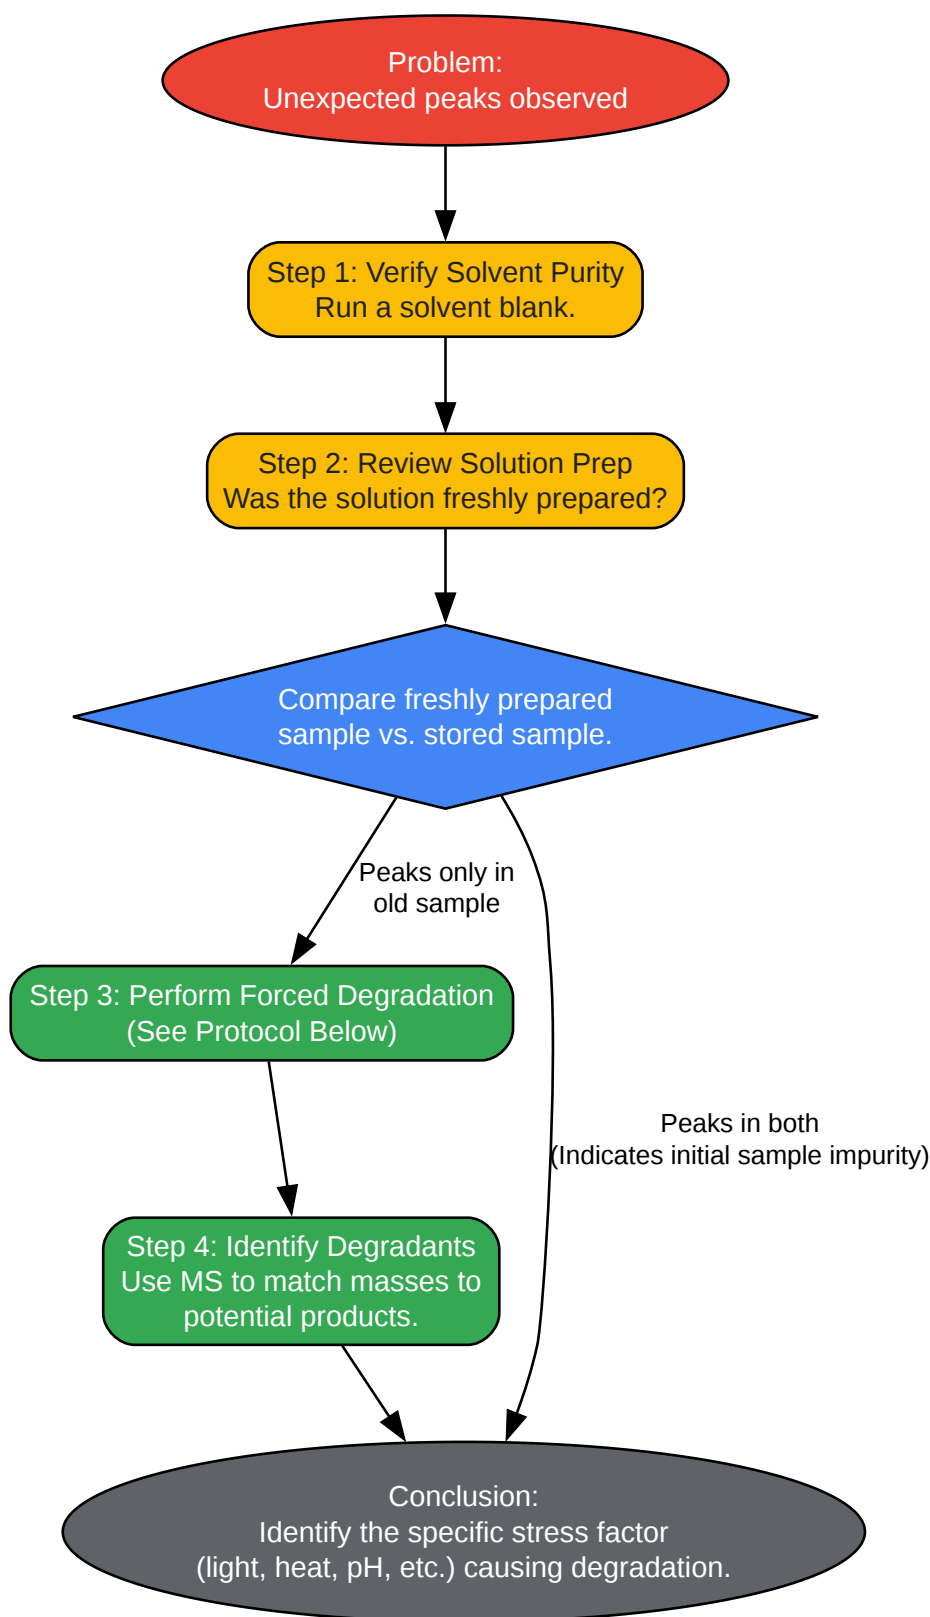 Problem:
Unexpected peaks observed
Step 1: Verify Solvent Purity
Run a solvent blank.
Step 2: Review Solution Prep
Was the solution freshly prepared?
Compare freshly prepared
sample vs. stored sample.
Peaks only in
old sample
Step 3: Perform Forced Degradation
(See Protocol Below)
Peaks in both
(Indicates initial sample impurity)
Step 4: Identify Degradants
Use MS to match masses to
potential products.
Conclusion:
Identify the specific stress factor
(light, heat, pH, etc.) causing degradation.